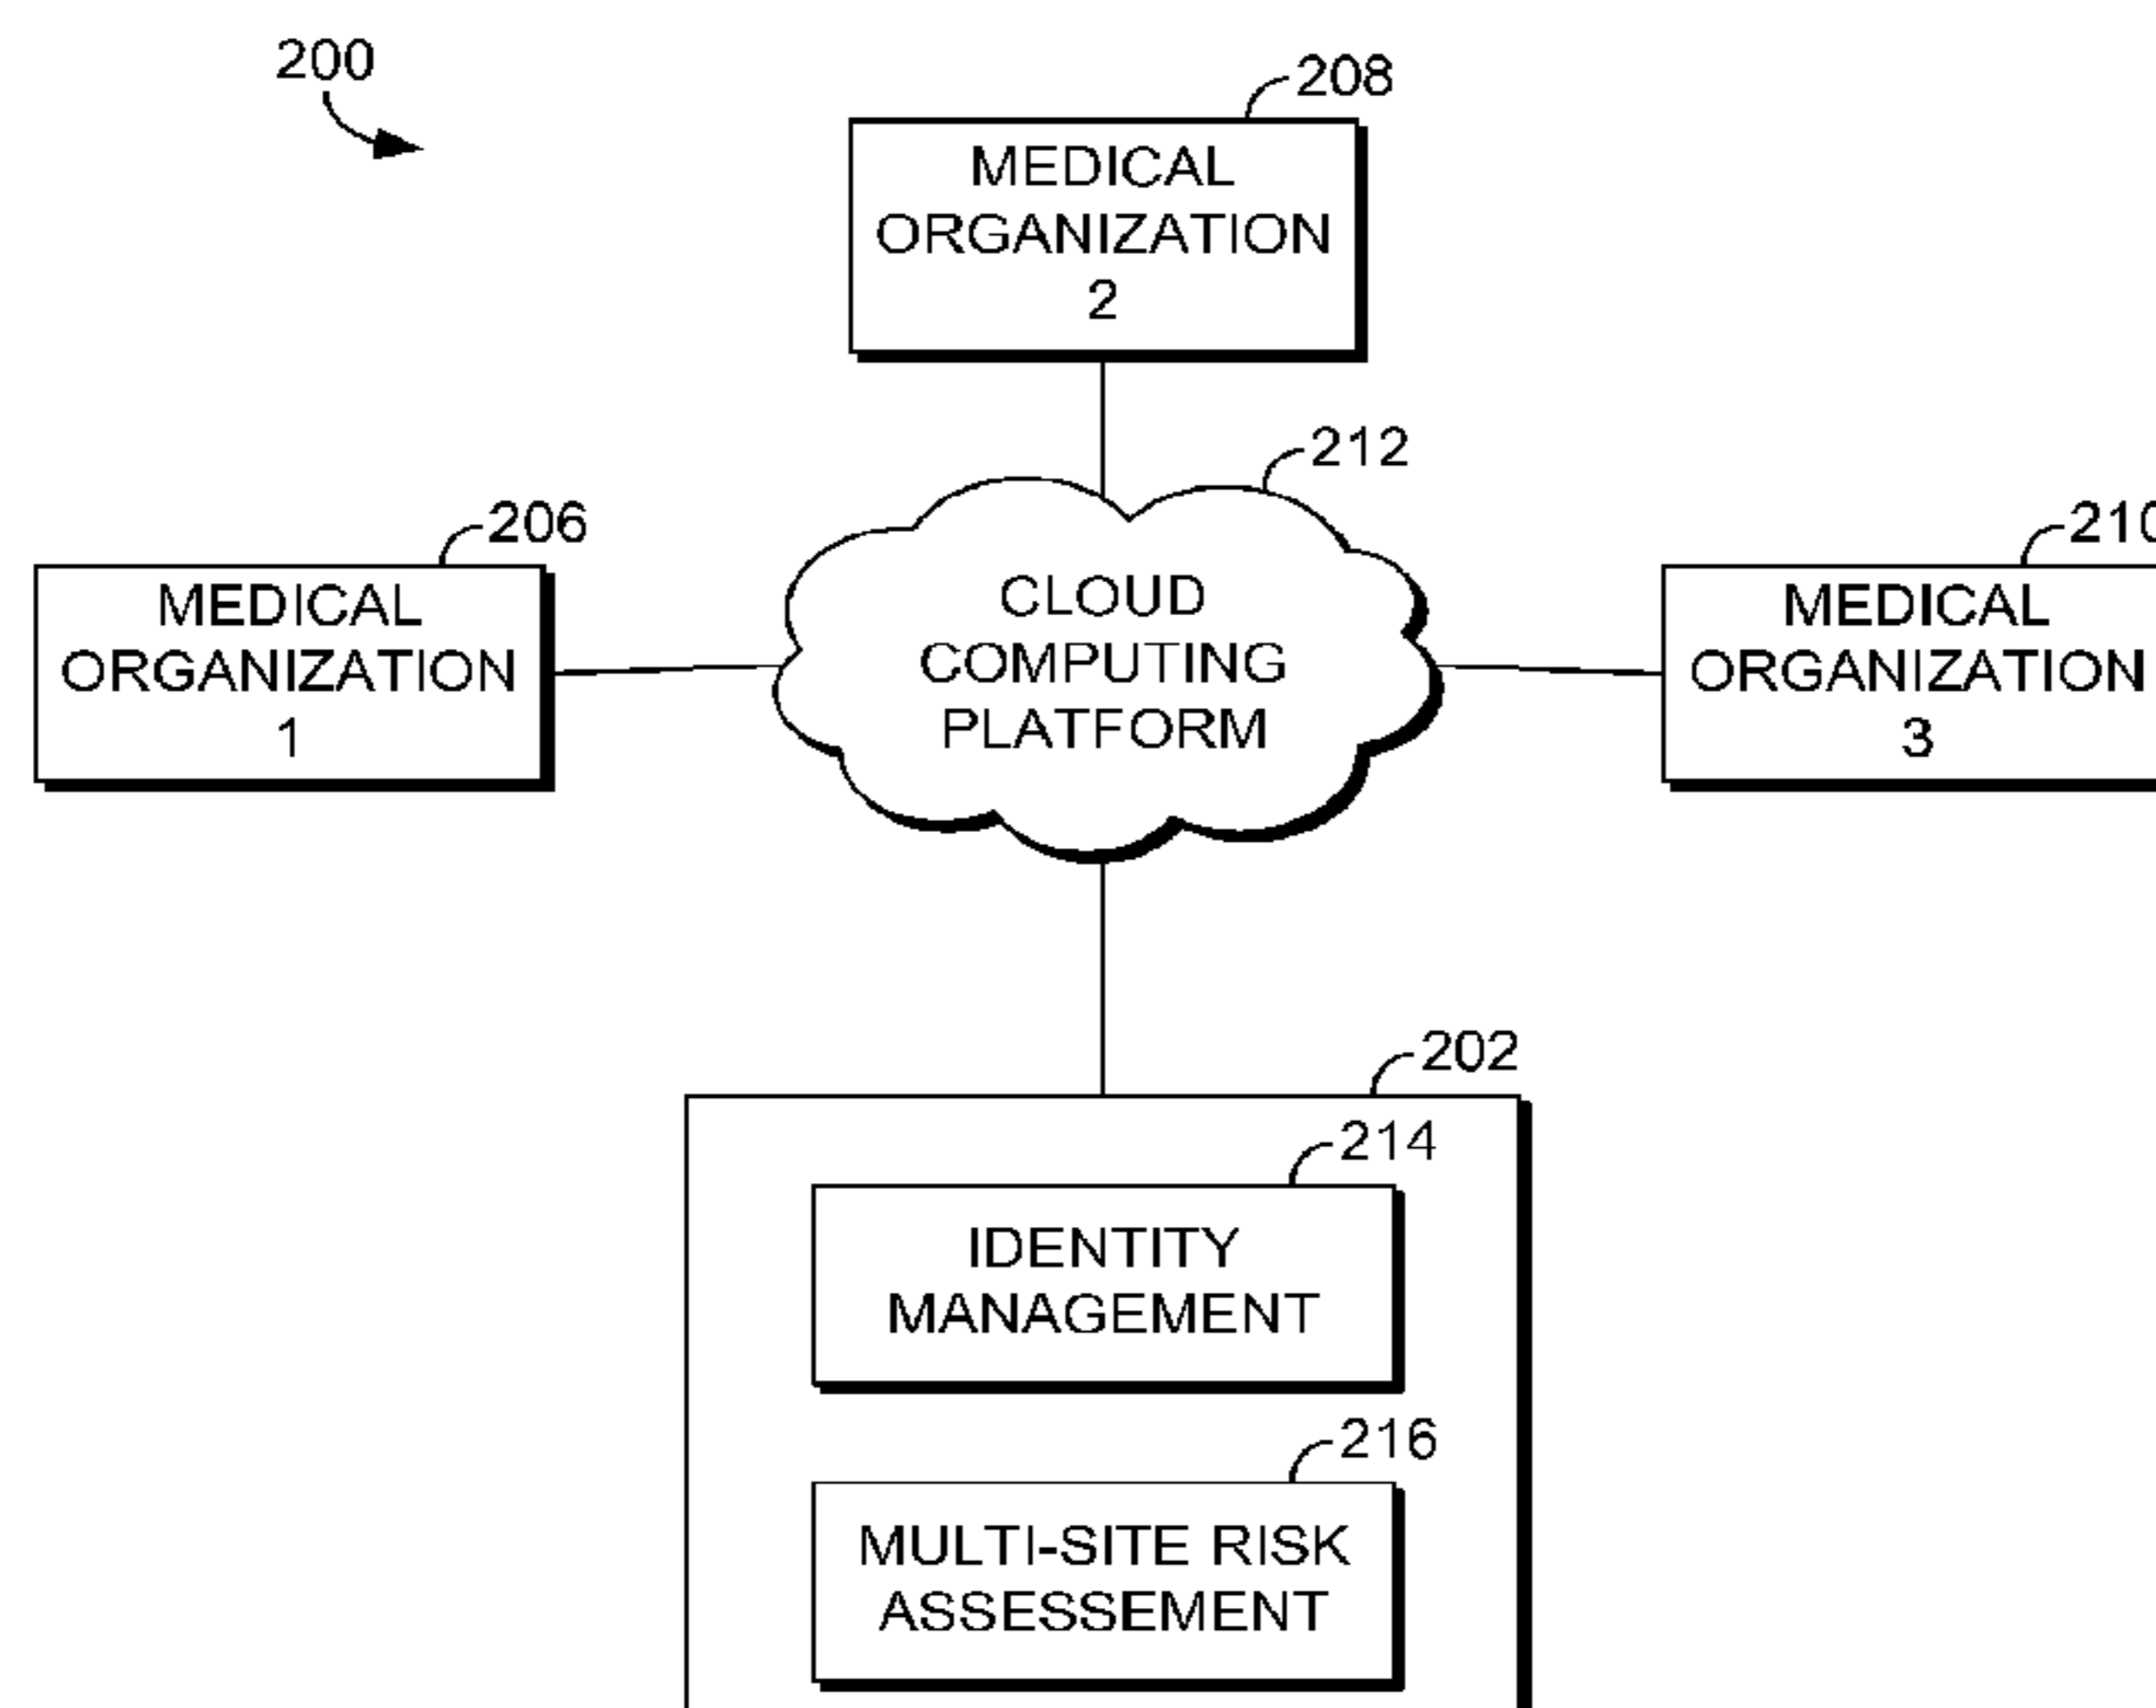 200
208
MEDICAL
ORGANIZATION
2
212
206
MEDICAL
ORGANIZATION
1
CLOUD
COMPUTING
PLATFORM
210
MEDICAL
ORGANIZATION
3
202
214
IDENTITY
MANAGEMENT
216
MULTI-SITE RISK
ASSESSEMENT